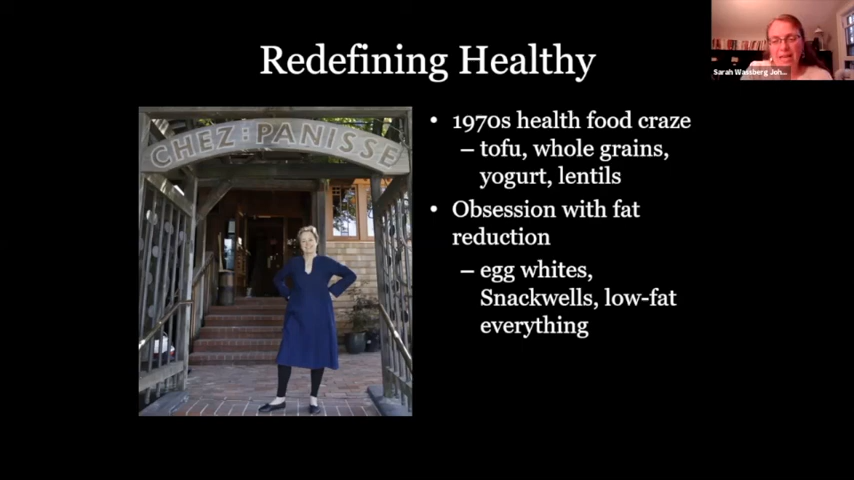 Redefining Healthy
Sarah Wassberg Joh...
CHEZ PANISSE
• 1970s health food craze
– tofu, whole grains,
yogurt, lentils
• Obsession with fat
reduction
– egg whites,
Snackwells, low-fat
everything